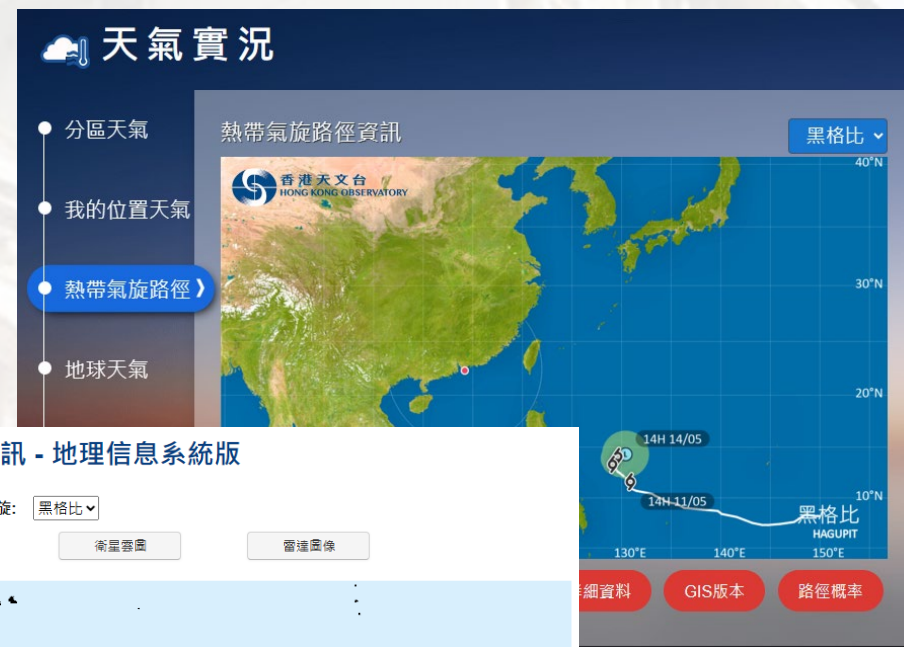 天氣實況
分區天氣
我的位置天氣
熱帶氣旋路徑
地球天氣
熱帶氣旋路徑資訊
黑格比
香港天文台
HONG KONG OBSERVATORY
40°N
30°N
20°N
14H 14/05
14H 11/05
10°N
黑格比
HAGUPIT
130°E
140°E
150°E
細資料
GIS版本
路徑概率
訊 - 地理信息系統版
旋:
黑格比
衛星雲圖
雷達圖像